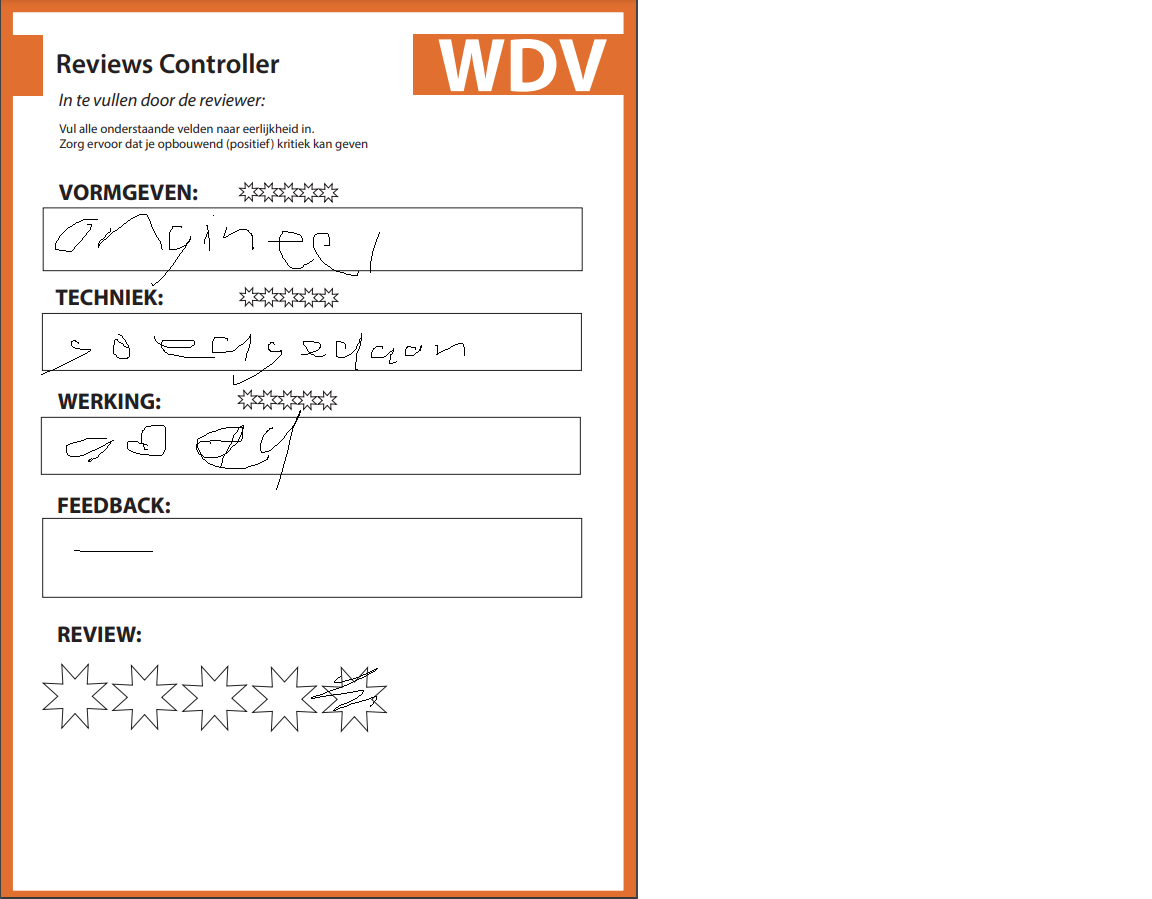 WDV
Reviews Controller
In te vullen door de reviewer:
Vul alle onderstaande velden naar eerlijkheid in.
Zorg ervoor dat je opbouwend (positief) kritiek kan geven
VORMGEVEN:
origineel
TECHNIEK:
goed gedaan
WERKING:
goed
FEEDBACK:
REVIEW: